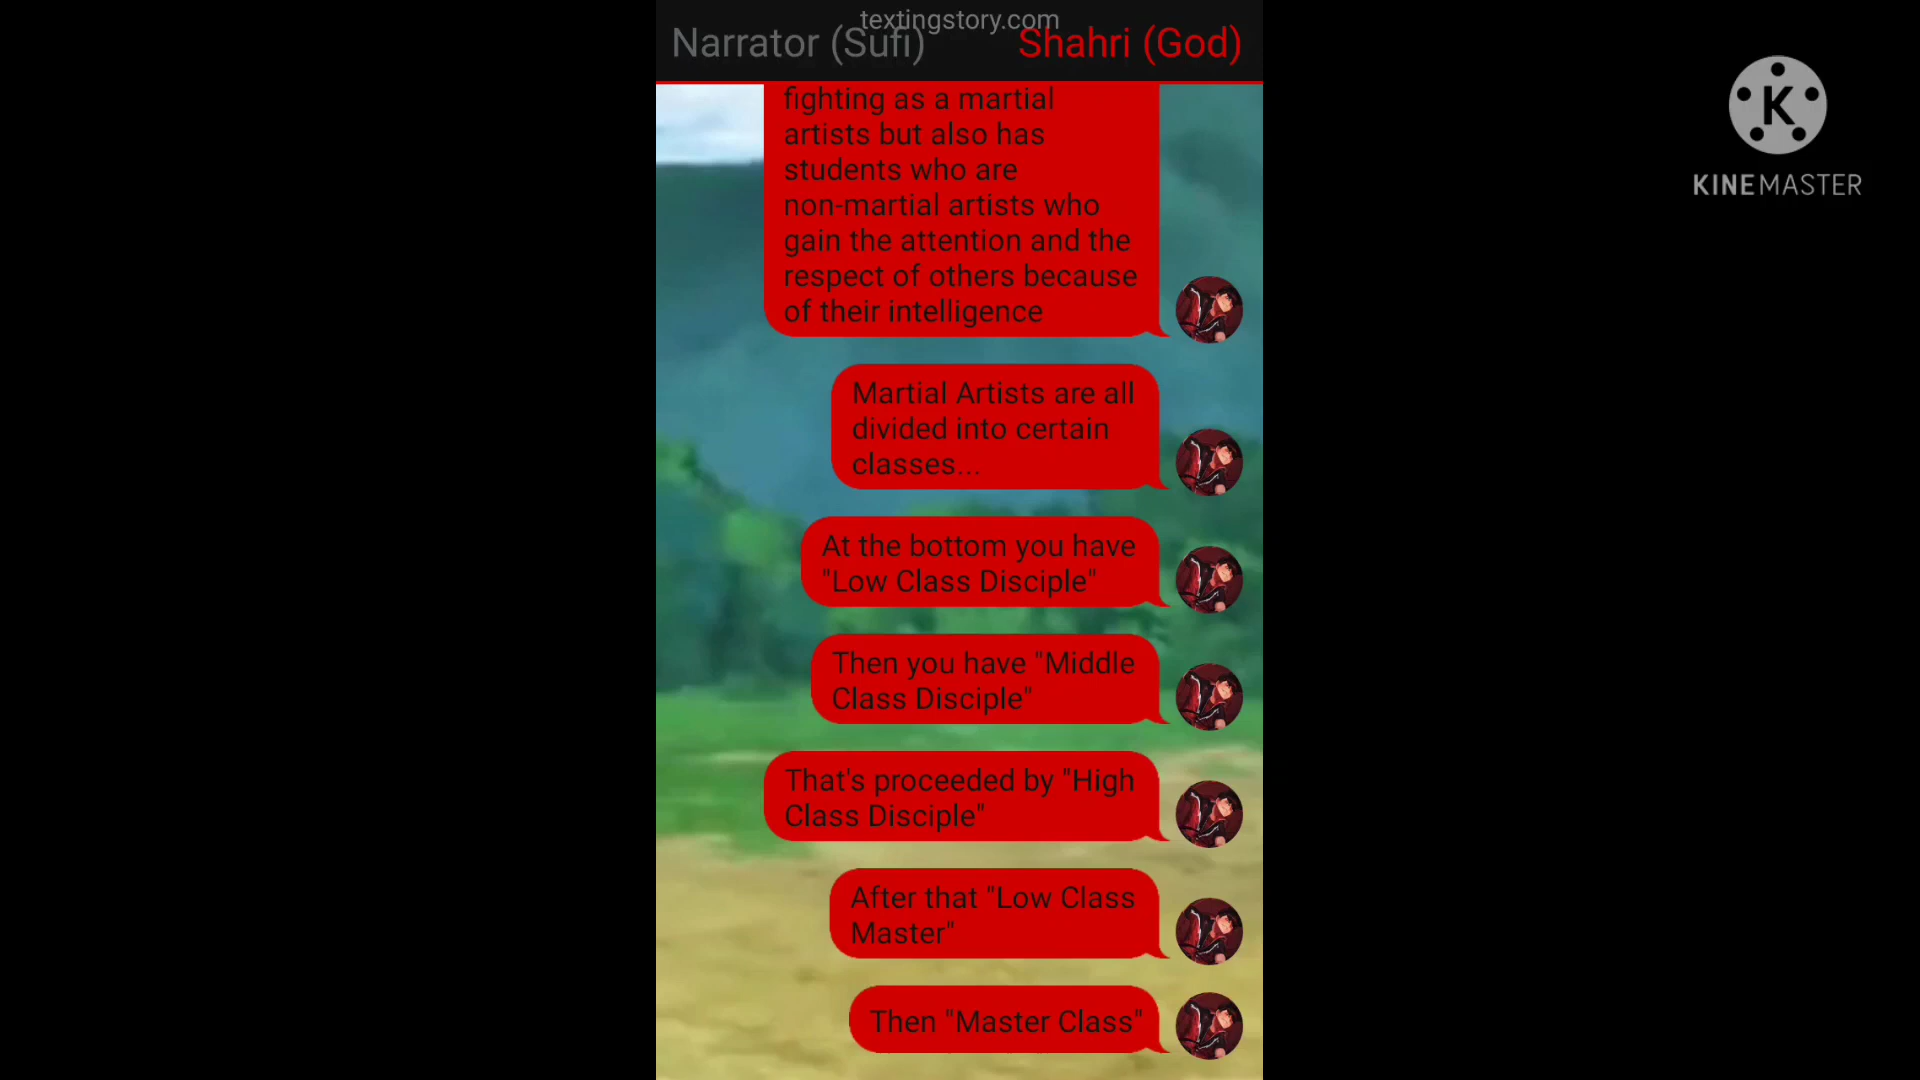 textingstory.com
Narrator (Sufi)
Shahri (God)
K
KINEMASTER
fighting as a martial
artists but also has
students who are
non-martial artists who
gain the attention and the
respect of others because
of their intelligence
Martial Artists are all
divided into certain
classes...
At the bottom you have
"Low Class Disciple"
Then you have "Middle
Class Disciple"
That's proceeded by "High
Class Disciple"
After that "Low Class
Master"
Then "Master Class"